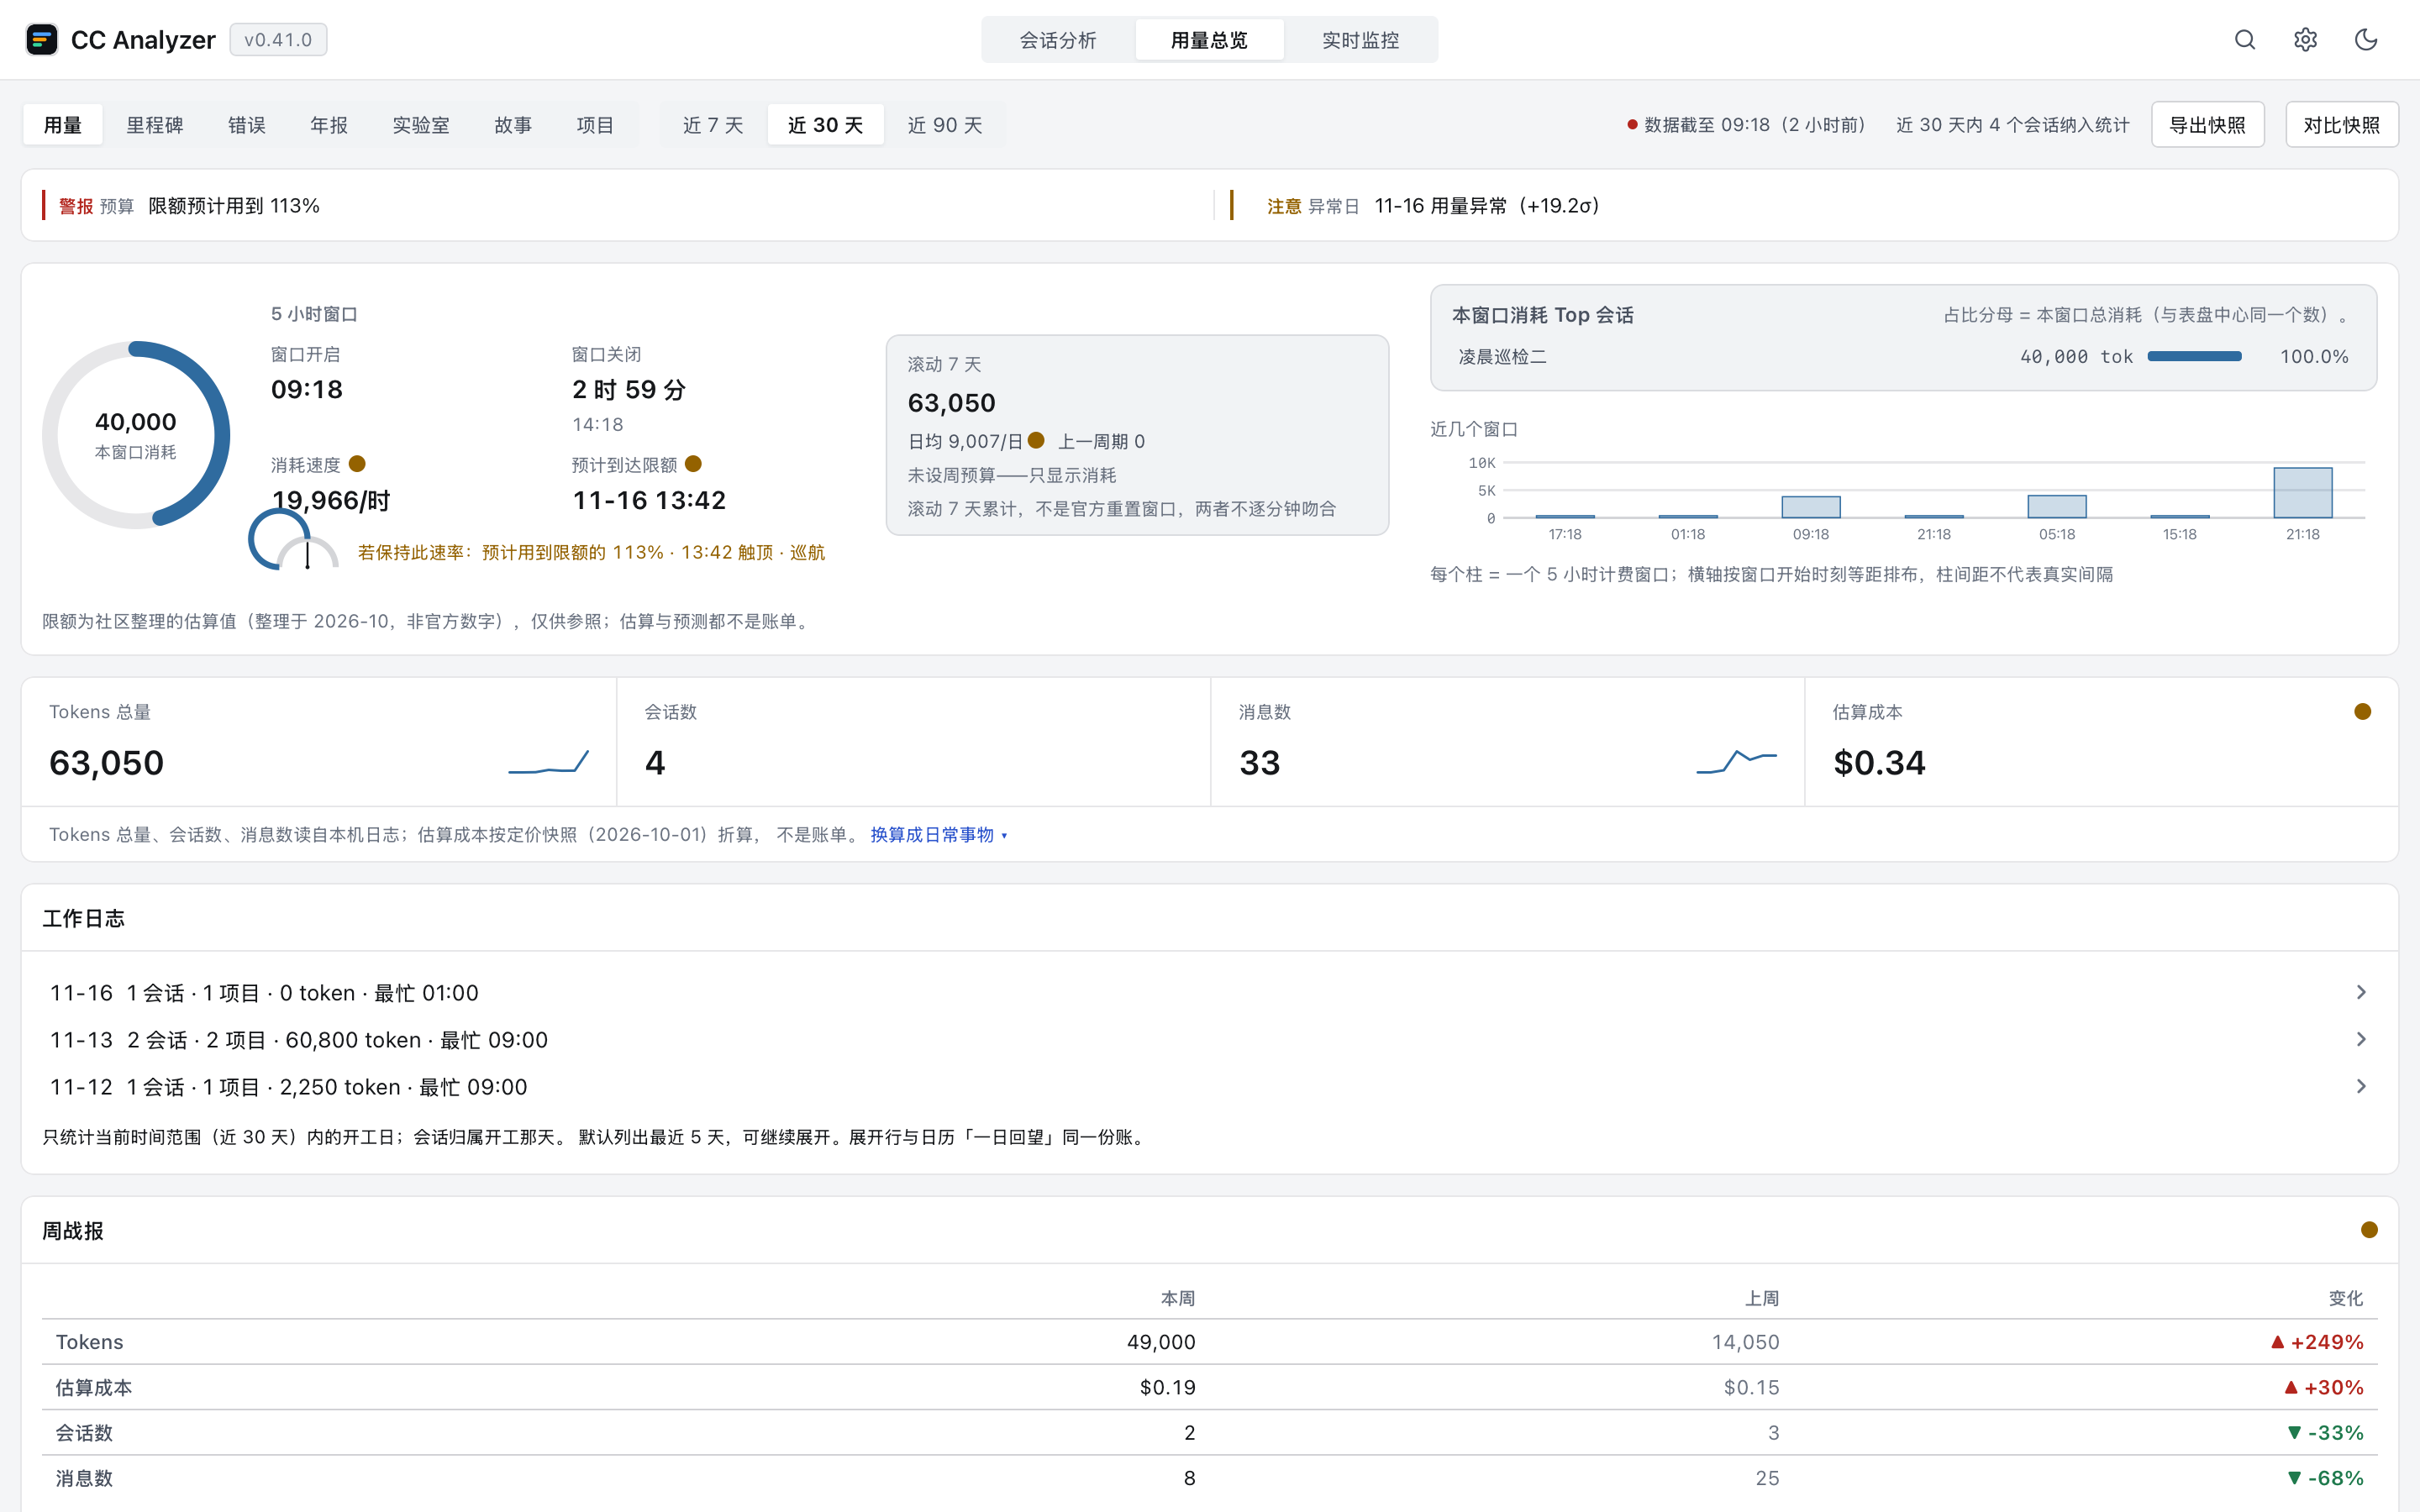 CC Analyzer v0.41.0
会话分析 用量总览 实时监控
用量 里程碑 错误 年报 实验室 故事 项目
近 7 天 近 30 天 近 90 天
数据截至 09:18（2 小时前） 近 30 天内 4 个会话纳入统计 导出快照 对比快照
警报 预算 限额预计用到 113%
注意 异常日 11-16 用量异常（+19.2σ）
40,000
本窗口消耗
5 小时窗口
窗口开启
09:18
窗口关闭
2 时 59 分
14:18
消耗速度
19,966/时
预计到达限额
11-16 13:42
若保持此速率：预计用到限额的 113% · 13:42 触顶 · 巡航
滚动 7 天
63,050
日均 9,007/日 上一周期 0
未设周预算——只显示消耗
滚动 7 天累计，不是官方重置窗口，两者不逐分钟吻合
本窗口消耗 Top 会话 占比分母 = 本窗口总消耗（与表盘中心同一个数）。
凌晨巡检二 40,000 tok 100.0%
近几个窗口
10K
5K
0
17:18 01:18 09:18 21:18 05:18 15:18 21:18
每个柱 = 一个 5 小时计费窗口；横轴按窗口开始时刻等距排布，柱间距不代表真实间隔
限额为社区整理的估算值（整理于 2026-10，非官方数字），仅供参照；估算与预测都不是账单。
Tokens 总量
63,050
会话数
4
消息数
33
估算成本
$0.34
Tokens 总量、会话数、消息数读自本机日志；估算成本按定价快照（2026-10-01）折算， 不是账单。 换算成日常事物 ▾
工作日志
11-16 1 会话 · 1 项目 · 0 token · 最忙 01:00
11-13 2 会话 · 2 项目 · 60,800 token · 最忙 09:00
11-12 1 会话 · 1 项目 · 2,250 token · 最忙 09:00
只统计当前时间范围（近 30 天）内的开工日；会话归属开工那天。 默认列出最近 5 天，可继续展开。展开行与日历「一日回望」同一份账。
周战报
本周 上周 变化
Tokens 49,000 14,050 ▲ +249%
估算成本 $0.19 $0.15 ▲ +30%
会话数 2 3 ▼ -33%
消息数 8 25 ▼ -68%